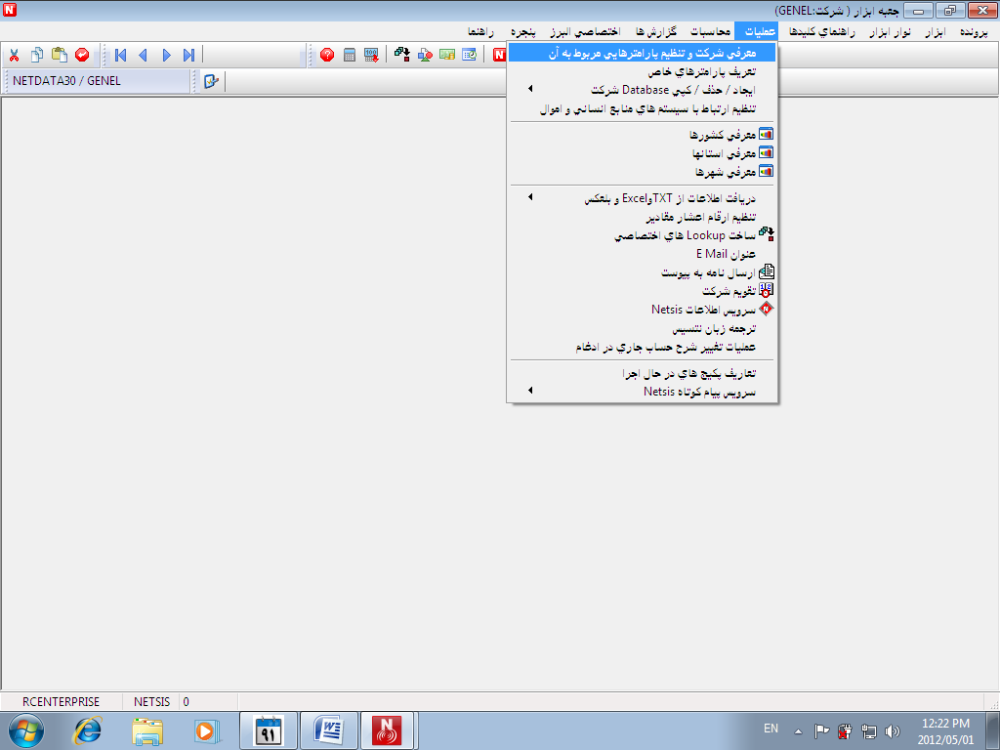 جعبه ابزار ( شرکت:GENEL)
پرونده ابزار نوار ابزار راهنماي کليدها عمليات محاسبات گزارش ها اختصاصي البرز پنجره راهنما
NETDATA30 / GENEL
معرفي شرکت و تنظيم پارامترهايي مربوط به آن
تعريف پارامترهاي خاص
ايجاد / حذف / کپي Database شرکت
تنظيم ارتباط با سيستم هاي منابع انساني و اموال
معرفي کشورها
معرفي استانها
معرفي شهرها
دريافت اطلاعات از TXTوExcel و بلعکس
تنظيم ارقام اعشار مقادير
ساخت Lookup هاي اختصاصي
عنوان E Mail
ارسال نامه به پيوست
تقويم شرکت
سرويس اطلاعات Netsis
ترجمه زبان نتسيس
عمليات تغيير شرح حساب جاري در ادغام
تعاريف پکيج هاي در حال اجرا
سرويس پيام کوتاه Netsis
RCENTERPRISE NETSIS 0
۹۱
EN
12:22 PM
2012/05/01